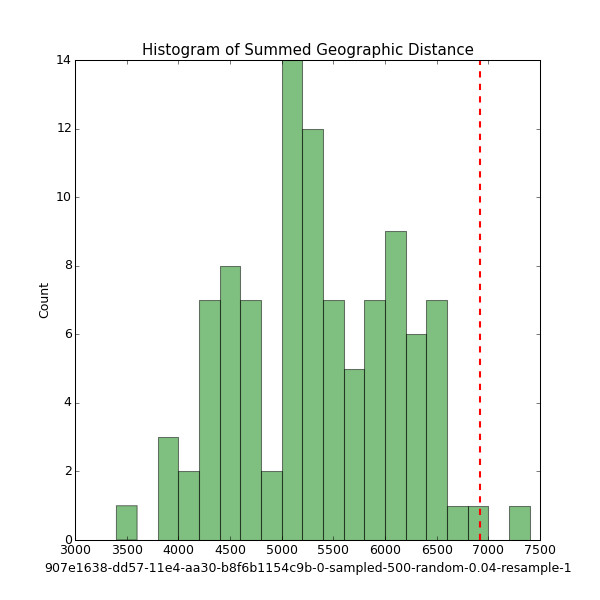 Histogram of Summed Geographic Distance
14
12
10
8
6
4
2
0
Count
3000 3500 4000 4500 5000 5500 6000 6500 7000 7500
907e1638-dd57-11e4-aa30-b8f6b1154c9b-0-sampled-500-random-0.04-resample-1